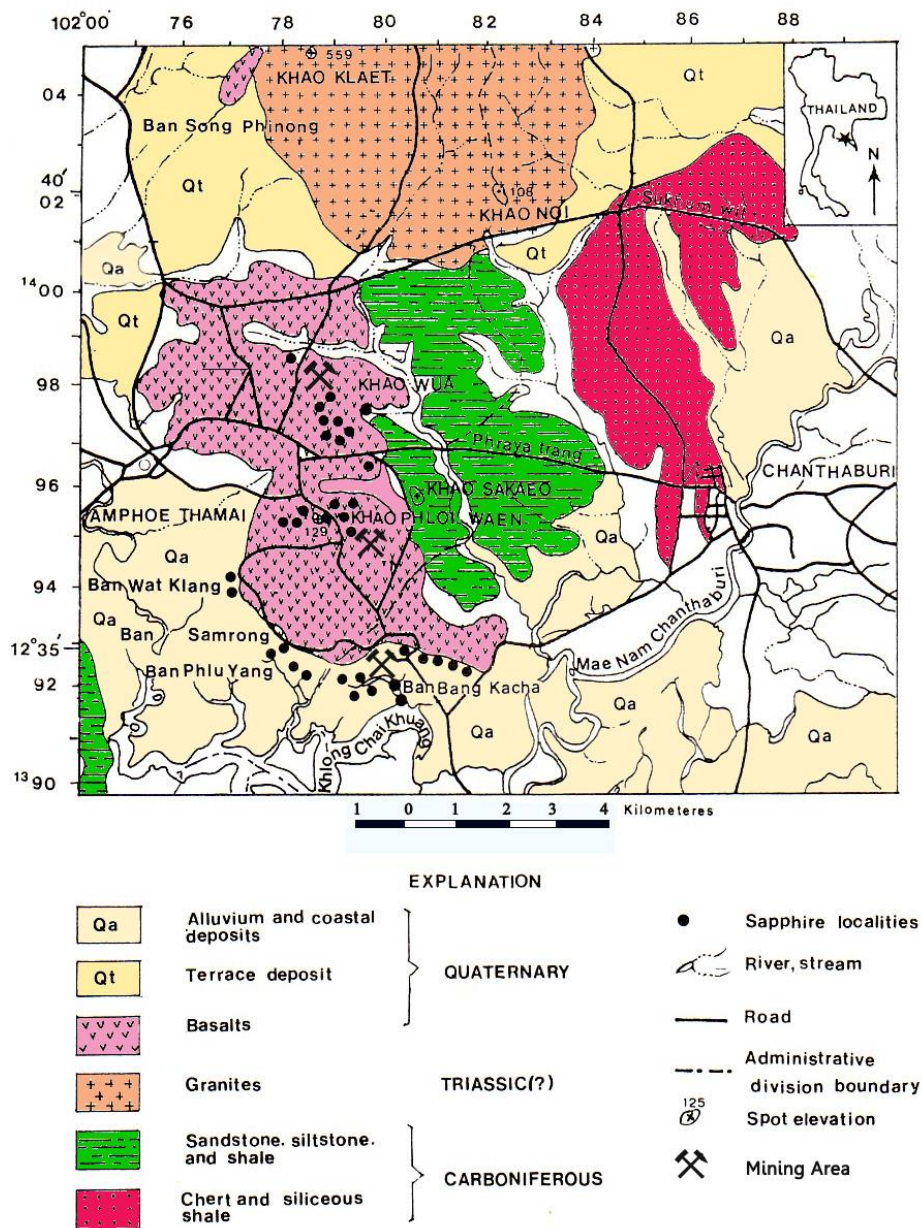 102°00' 76 78 80 82 84 86 88
04
40'
02
14 00
98
96
94
12°35'
92
13 90
559
KHAO KLAET
Qt
THAILAND
N
Ban Song Phinong
Qt
108
KHAO NOI
Sukhum wit
Qt
Qa
Qt
Qa
KHAO WUA
Phraya trang
CHANTHABURI
KHAO SAKAEO
AMPHOE THAMAI
KHAO PHLOI WAEN
129
Qa
Qa
Ban Wat Klang
Mae Nam Chanthaburi
Qa
Ban
Samrong
Ban Phlu Yang
Ban Bang Kacha
Qa
Qa
Qa
Khlong Chai Khuang
1 0 1 2 3 4 Kilometeres
EXPLANATION
Qa Alluvium and coastal
deposits
Qt Terrace deposit
QUATERNARY
Basalts
Granites
TRIASSIC(?)
Sandstone. siltstone.
and shale
CARBONIFEROUS
Chert and siliceous
shale
Sapphire localities
River, stream
Road
Administrative
division boundary
125
Spot elevation
Mining Area